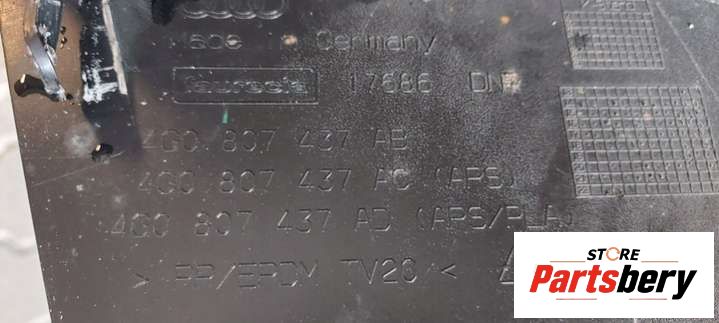 Made in Germany
faurecia 17686 DN
4G0 807 437 AB
4G0 807 437 AC (APS)
4G0 807 437 AD (APS/PLA)
> PP/EPDM TV20 <
STORE
Partsbery